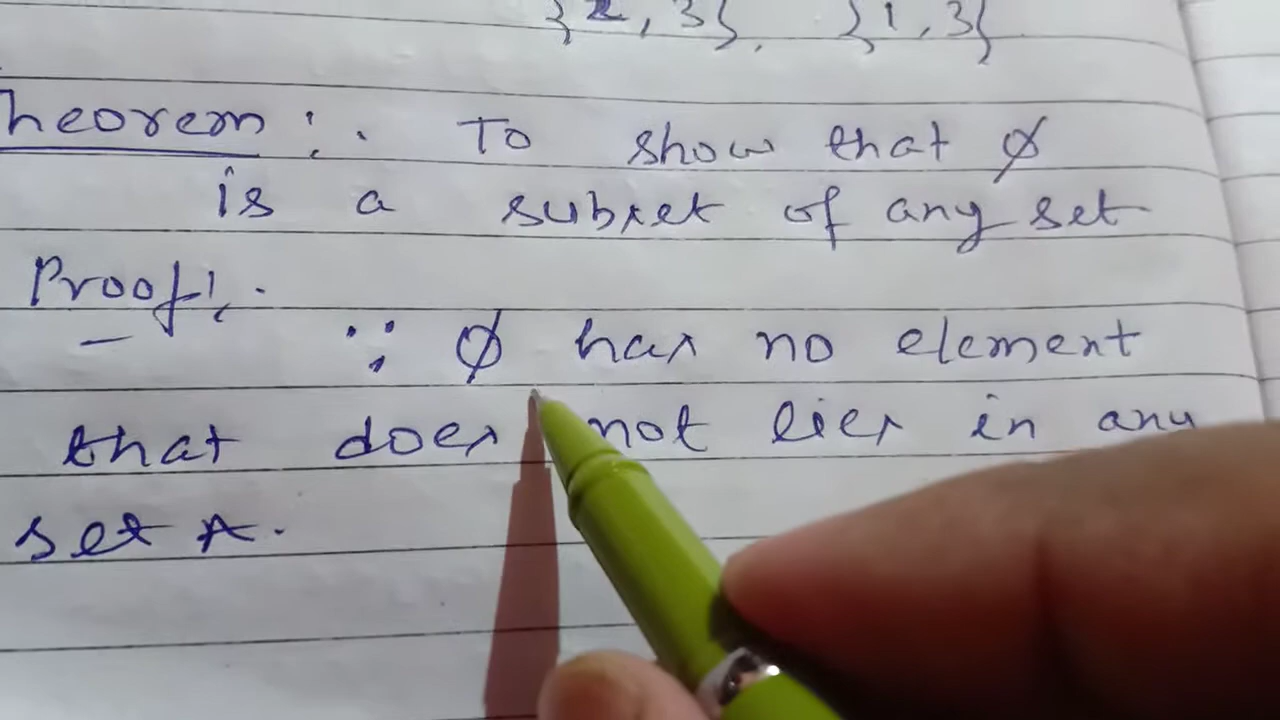 {2, 3}, {1, 3}
heorem :. To show that ∅
is a subset of any set
Proof:.
∵ ∅ has no element
that does not lies in any
set A.